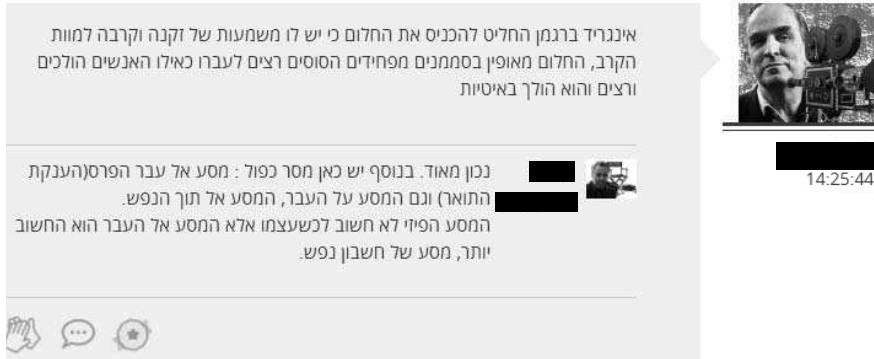 אינגריד ברגמן החליט להכניס את החלום כי יש לו משמעות של זקנה וקרבה למוות
הקרב, החלום מאופין בסממנים מפחידים הסוסים רצים לעברו כאילו האנשים הולכים
ורצים והוא הולך באיטיות
14:25:44
נכון מאוד. בנוסף יש כאן מסר כפול : מסע אל עבר הפרס(הענקת
התואר) וגם המסע על העבר, המסע אל תוך הנפש.
המסע הפיזי לא חשוב לכשעצמו אלא המסע אל העבר הוא החשוב
יותר, מסע של חשבון נפש.